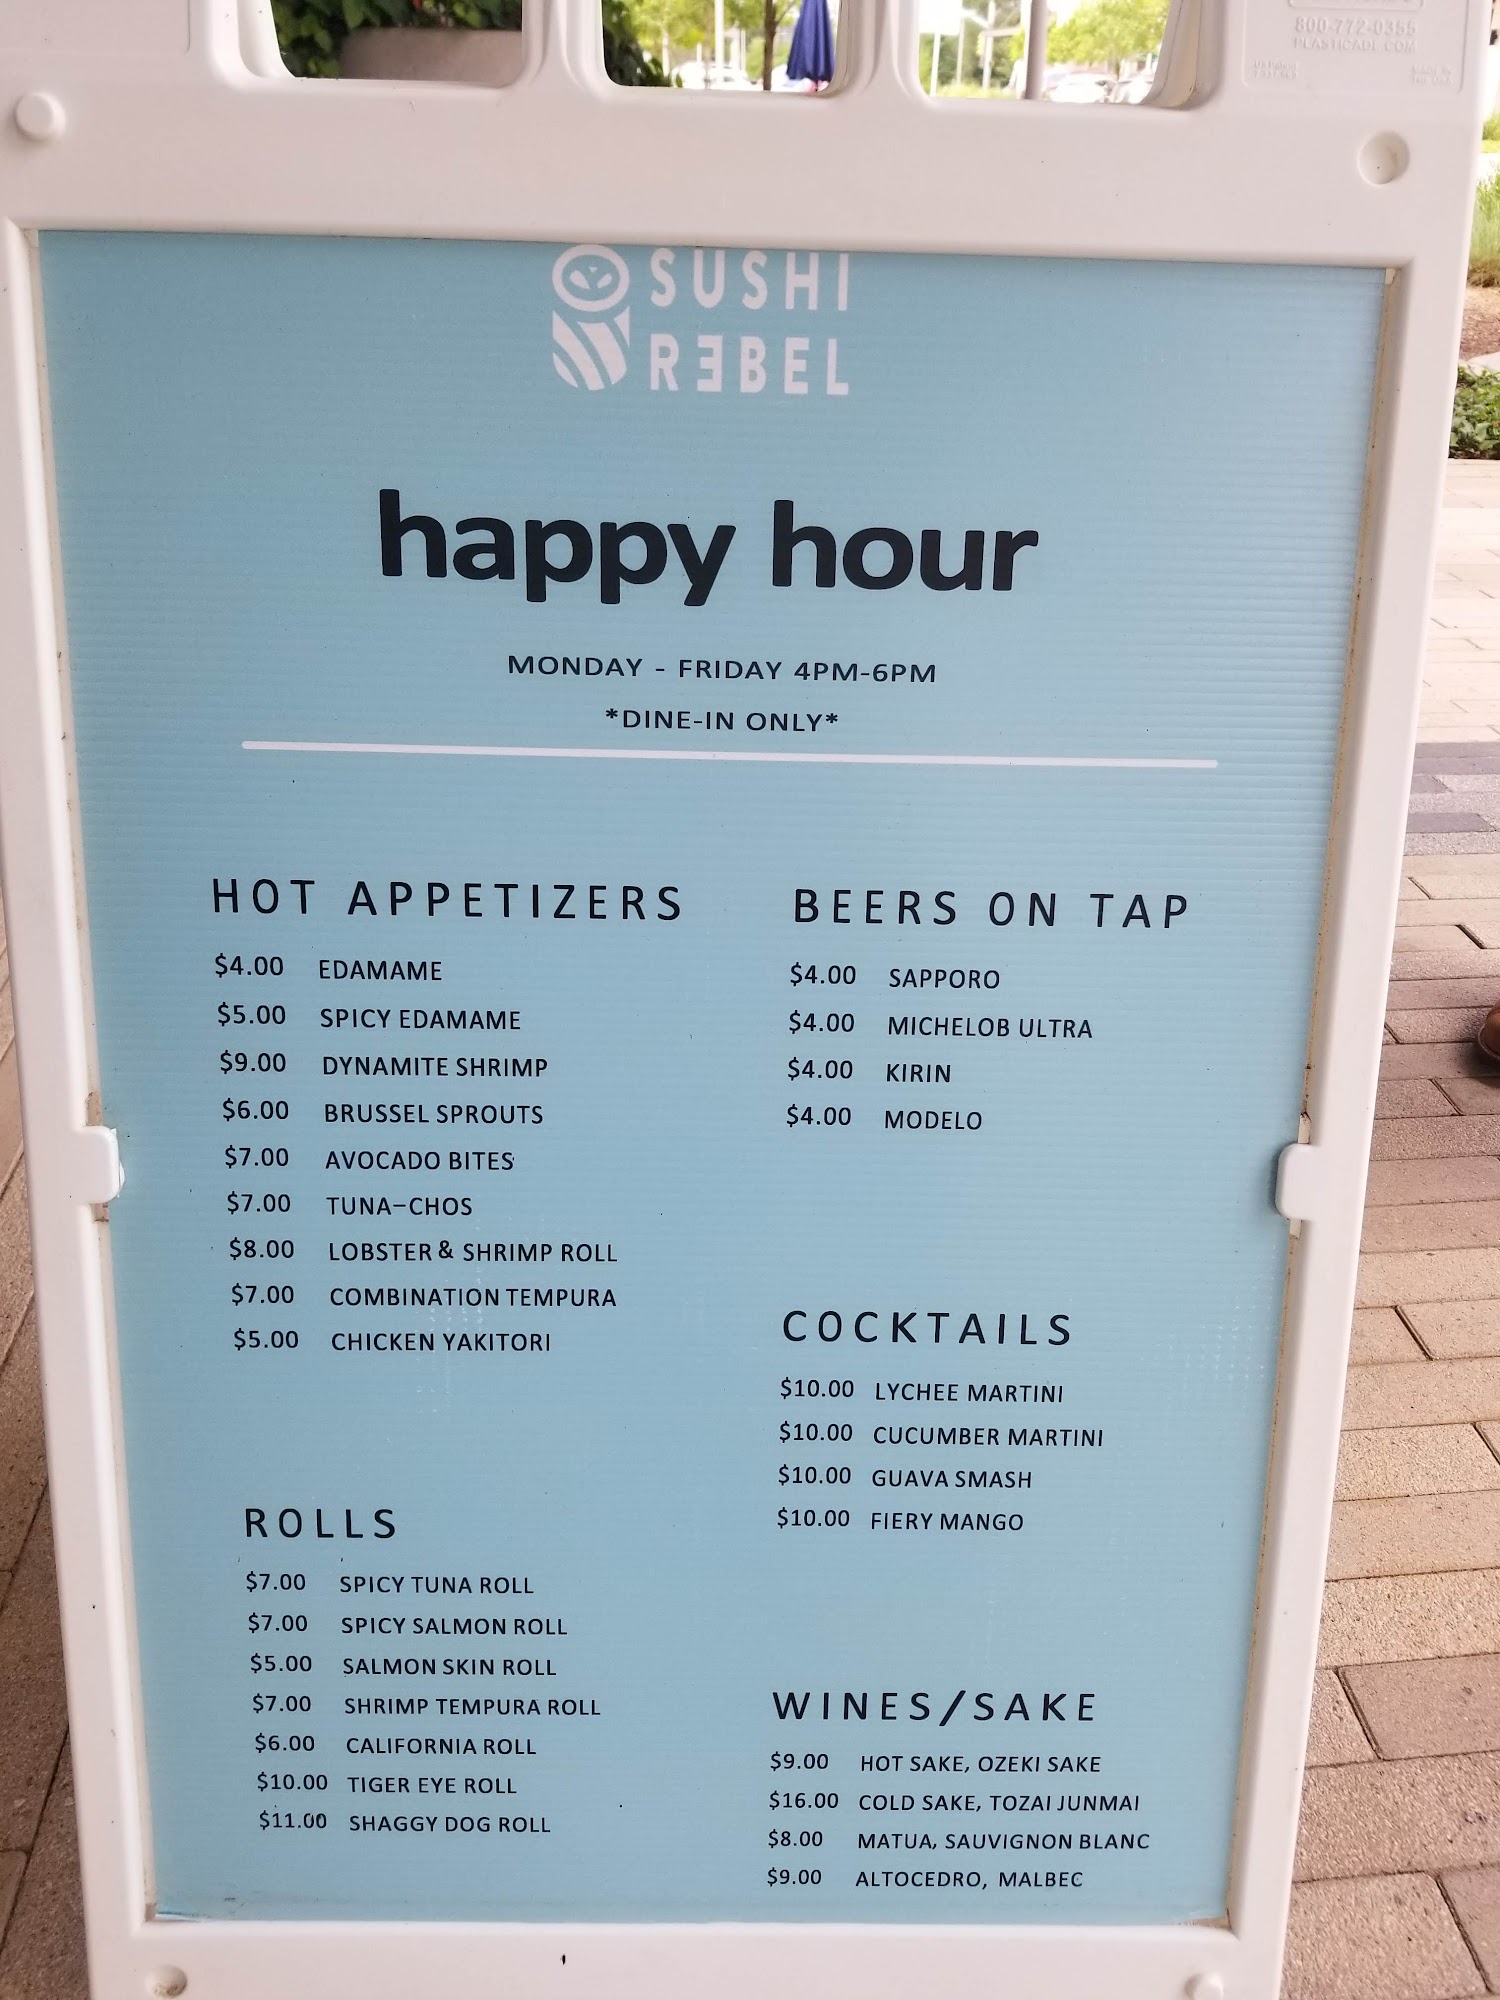 800-772-0355
PLASTICADE.COM
SUSHI
REBEL
happy hour
MONDAY - FRIDAY 4PM-6PM
*DINE-IN ONLY*
HOT APPETIZERS
$4.00 EDAMAME
$5.00 SPICY EDAMAME
$9.00 DYNAMITE SHRIMP
$6.00 BRUSSEL SPROUTS
$7.00 AVOCADO BITES
$7.00 TUNA-CHOS
$8.00 LOBSTER & SHRIMP ROLL
$7.00 COMBINATION TEMPURA
$5.00 CHICKEN YAKITORI
ROLLS
$7.00 SPICY TUNA ROLL
$7.00 SPICY SALMON ROLL
$5.00 SALMON SKIN ROLL
$7.00 SHRIMP TEMPURA ROLL
$6.00 CALIFORNIA ROLL
$10.00 TIGER EYE ROLL
$11.00 SHAGGY DOG ROLL
BEERS ON TAP
$4.00 SAPPORO
$4.00 MICHELOB ULTRA
$4.00 KIRIN
$4.00 MODELO
COCKTAILS
$10.00 LYCHEE MARTINI
$10.00 CUCUMBER MARTINI
$10.00 GUAVA SMASH
$10.00 FIERY MANGO
WINES/SAKE
$9.00 HOT SAKE, OZEKI SAKE
$16.00 COLD SAKE, TOZAI JUNMAI
$8.00 MATUA, SAUVIGNON BLANC
$9.00 ALTOCEDRO, MALBEC